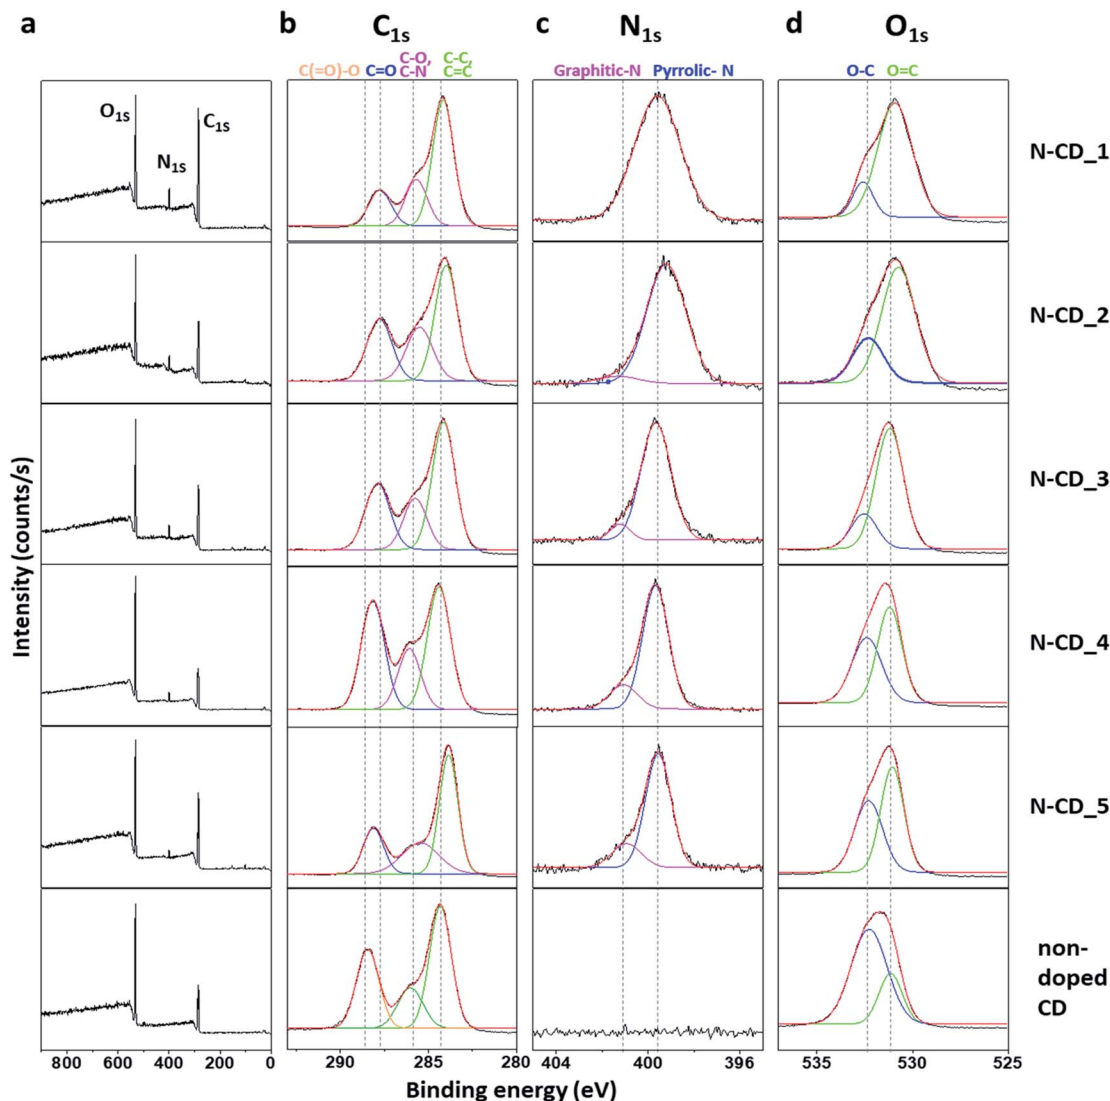 a
b
C1s
c
N1s
d
O1s
C(=O)-O
C=O
C-O,
C-N
C-C,
C=C
Graphitic-N
Pyrrolic- N
O-C
O=C
O1s
N1s
C1S
N-CD_1
N-CD_2
N-CD_3
N-CD_4
N-CD_5
non-
doped
CD
Intensity (counts/s)
800 600 400 200 0
290 285 280
404 400 396
535 530 525
Binding energy (eV)